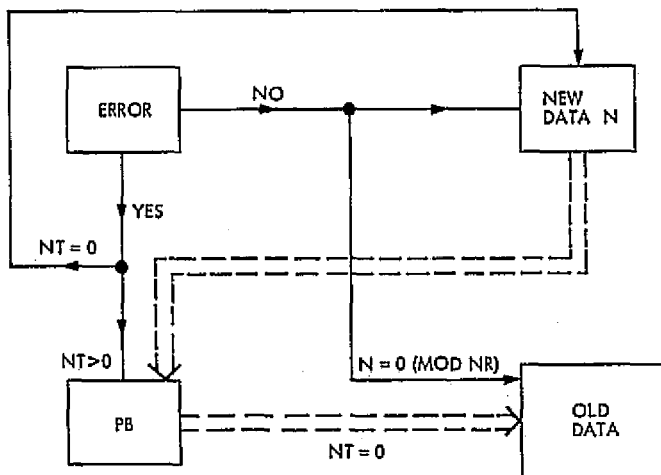 ERROR
NO
NEW
DATA N
YES
NT = 0
NT>0
N = 0 (MOD NR)
PB
OLD
DATA
NT = 0